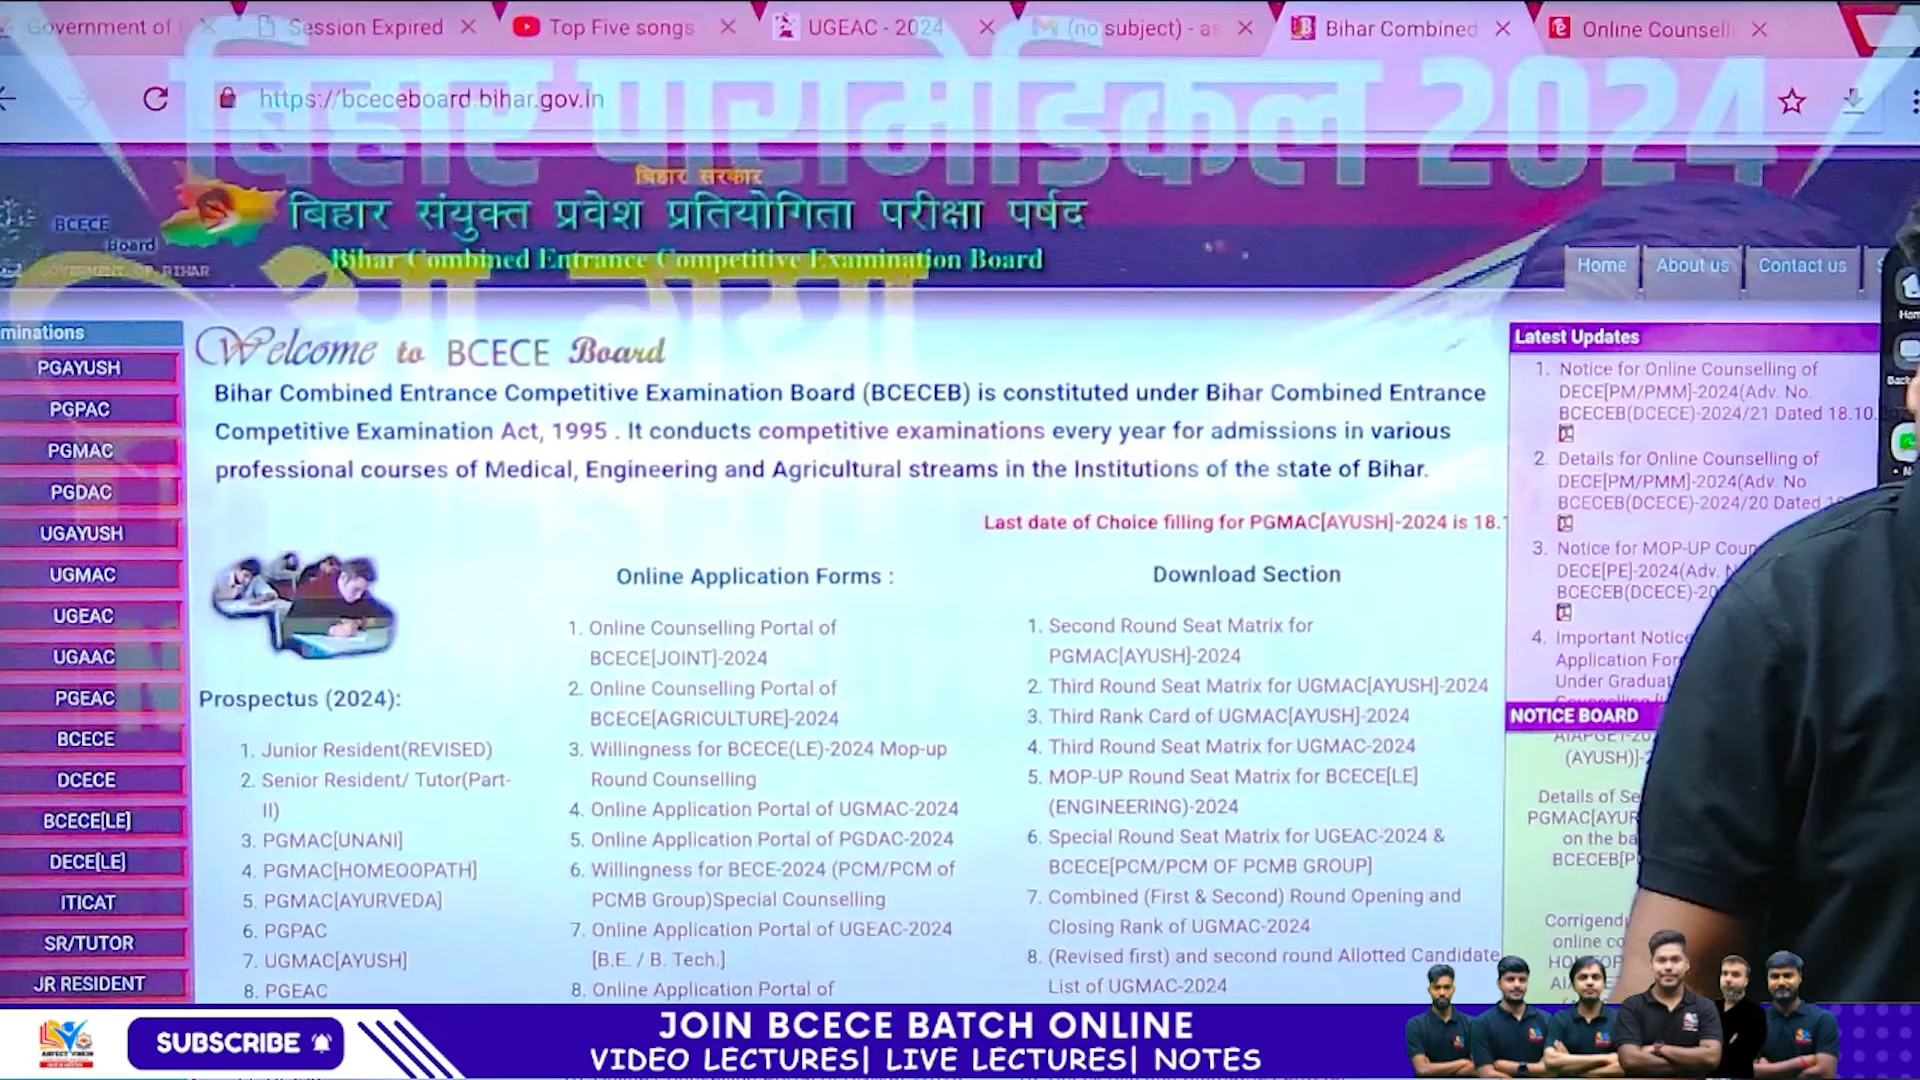 Government of
Session Expired
Top Five songs
UGEAC - 2024
(no subject) - as
Bihar Combined
Online Counselli
https://bceceboard.bihar.gov.in
बिहार पारामेडिकल 2024
बिहार सरकार
बिहार संयुक्त प्रवेश प्रतियोगिता परीक्षा पर्षद
Bihar Combined Entrance Competitive Examination Board
BCECE
Board
GOVERNMENT OF BIHAR
आ गया
Home
About us
Contact us
minations
PGAYUSH
PGPAC
PGMAC
PGDAC
UGAYUSH
UGMAC
UGEAC
UGAAC
PGEAC
BCECE
DCECE
BCECE[LE]
DECE[LE]
ITICAT
SR/TUTOR
JR RESIDENT
Welcome to BCECE Board
Bihar Combined Entrance Competitive Examination Board (BCECEB) is constituted under Bihar Combined Entrance
Competitive Examination Act, 1995 . It conducts competitive examinations every year for admissions in various
professional courses of Medical, Engineering and Agricultural streams in the Institutions of the state of Bihar.
Last date of Choice filling for PGMAC[AYUSH]-2024 is 18.
Prospectus (2024):
1. Junior Resident(REVISED)
2. Senior Resident/ Tutor(Part-
II)
3. PGMAC[UNANI]
4. PGMAC[HOMEOOPATH]
5. PGMAC[AYURVEDA]
6. PGPAC
7. UGMAC[AYUSH]
8. PGEAC
Online Application Forms :
1. Online Counselling Portal of
BCECE[JOINT]-2024
2. Online Counselling Portal of
BCECE[AGRICULTURE]-2024
3. Willingness for BCECE(LE)-2024 Mop-up
Round Counselling
4. Online Application Portal of UGMAC-2024
5. Online Application Portal of PGDAC-2024
6. Willingness for BECE-2024 (PCM/PCM of
PCMB Group)Special Counselling
7. Online Application Portal of UGEAC-2024
[B.E. / B. Tech.]
8. Online Application Portal of
Download Section
1. Second Round Seat Matrix for
PGMAC[AYUSH]-2024
2. Third Round Seat Matrix for UGMAC[AYUSH]-2024
3. Third Rank Card of UGMAC[AYUSH]-2024
4. Third Round Seat Matrix for UGMAC-2024
5. MOP-UP Round Seat Matrix for BCECE[LE]
(ENGINEERING)-2024
6. Special Round Seat Matrix for UGEAC-2024 &
BCECE[PCM/PCM OF PCMB GROUP]
7. Combined (First & Second) Round Opening and
Closing Rank of UGMAC-2024
8. (Revised first) and second round Allotted Candidate
List of UGMAC-2024
Latest Updates
1. Notice for Online Counselling of
DECE[PM/PMM]-2024(Adv. No.
BCECEB(DCECE)-2024/21 Dated 18.10.
2. Details for Online Counselling of
DECE[PM/PMM]-2024(Adv. No
BCECEB(DCECE)-2024/20 Dated
3. Notice for MOP-UP Coun
DECE[PE]-2024(Adv. N
BCECEB(DCECE)-20
4. Important Notice
Application For
Under Graduat
NOTICE BOARD
(AYUSH)]-
Details of Se
PGMAC[AYUR
on the ba
BCECEB[P
Corrigend
online co
SUBSCRIBE
JOIN BCECE BATCH ONLINE
VIDEO LECTURES| LIVE LECTURES| NOTES